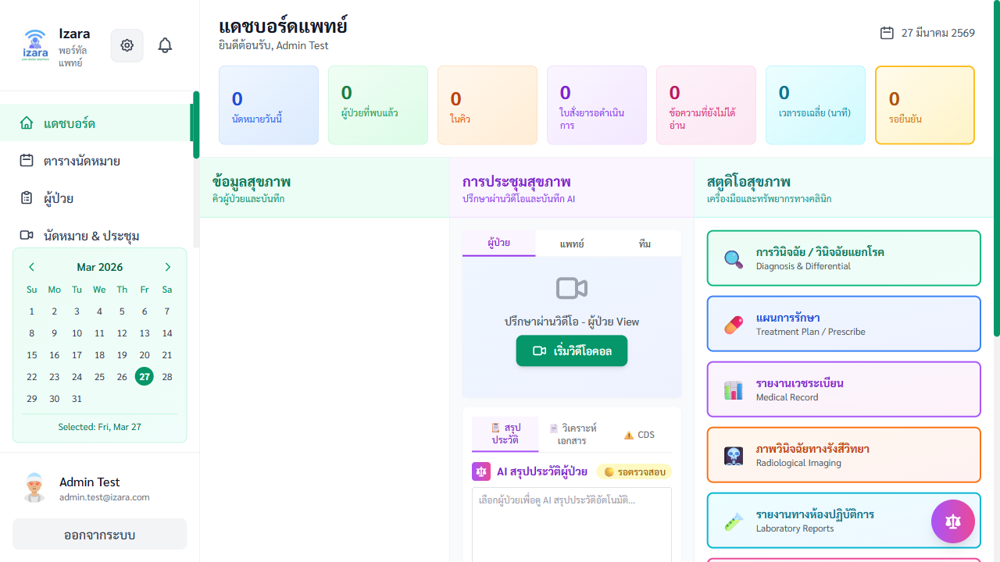 Izara
พอร์ทัล
แพทย์
izara
แดชบอร์ด
ตารางนัดหมาย
ผู้ป่วย
นัดหมาย & ประชุม
Mar 2026
Su Mo Tu We Th Fr Sa
1 2 3 4 5 6 7
8 9 10 11 12 13 14
15 16 17 18 19 20 21
22 23 24 25 26 27 28
29 30 31
Selected: Fri, Mar 27
Admin Test
admin.test@izara.com
ออกจากระบบ
แดชบอร์ดแพทย์
ยินดีต้อนรับ, Admin Test
27 มีนาคม 2569
0
นัดหมายวันนี้
0
ผู้ป่วยที่พบแล้ว
0
ในคิว
0
ใบสั่งยารอดำเนิน
การ
0
ข้อความที่ยังไม่ได้
อ่าน
0
เวลารอเฉลี่ย (นาที)
0
รอยืนยัน
ข้อมูลสุขภาพ
คิวผู้ป่วยและบันทึก
การประชุมสุขภาพ
ปรึกษาผ่านวิดีโอและบันทึก AI
ผู้ป่วย แพทย์ ทีม
ปรึกษาผ่านวิดีโอ - ผู้ป่วย View
เริ่มวิดีโอคอล
สรุป
ประวัติ
วิเคราะห์
เอกสาร
CDS
AI สรุปประวัติผู้ป่วย
รอตรวจสอบ
เลือกผู้ป่วยเพื่อดู AI สรุปประวัติอัตโนมัติ...
สตูดิโอสุขภาพ
เครื่องมือและทรัพยากรทางคลินิก
การวินิจฉัย / วินิจฉัยแยกโรค
Diagnosis & Differential
แผนการรักษา
Treatment Plan / Prescribe
รายงานเวชระเบียน
Medical Record
ภาพวินิจฉัยทางรังสีวิทยา
Radiological Imaging
รายงานทางห้องปฏิบัติการ
Laboratory Reports